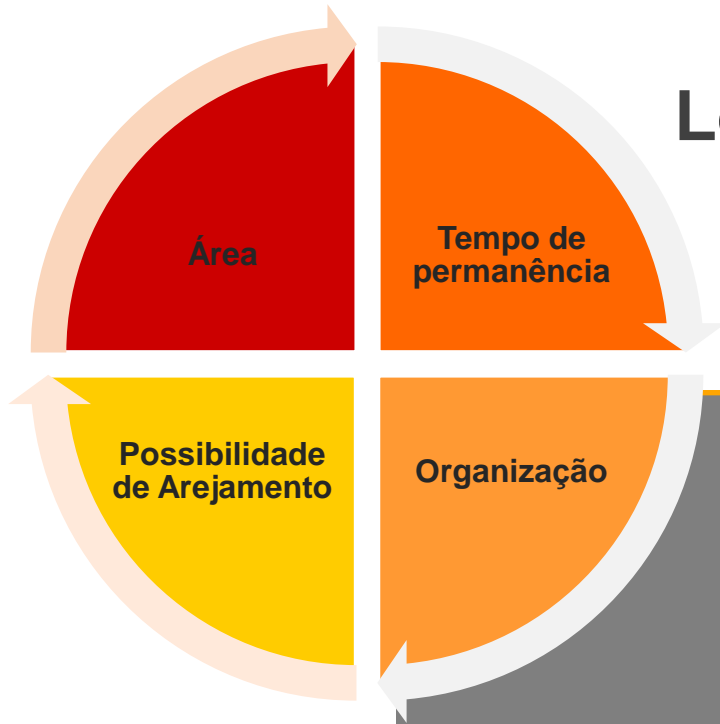 Área
Tempo de
permanência
Possibilidade
de Arejamento
Organização